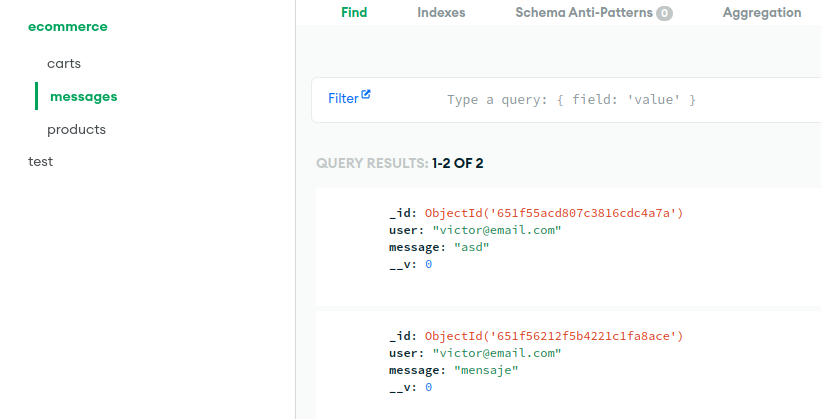 ecommerce
carts
messages
products
test
Find Indexes Schema Anti-Patterns 0 Aggregation
Filter Type a query: { field: 'value' }
QUERY RESULTS: 1-2 OF 2
_id: ObjectId('651f55acd807c3816cdc4a7a')
user: "victor@email.com"
message: "asd"
__v: 0
_id: ObjectId('651f56212f5b4221c1fa8ace')
user: "victor@email.com"
message: "mensaje"
__v: 0